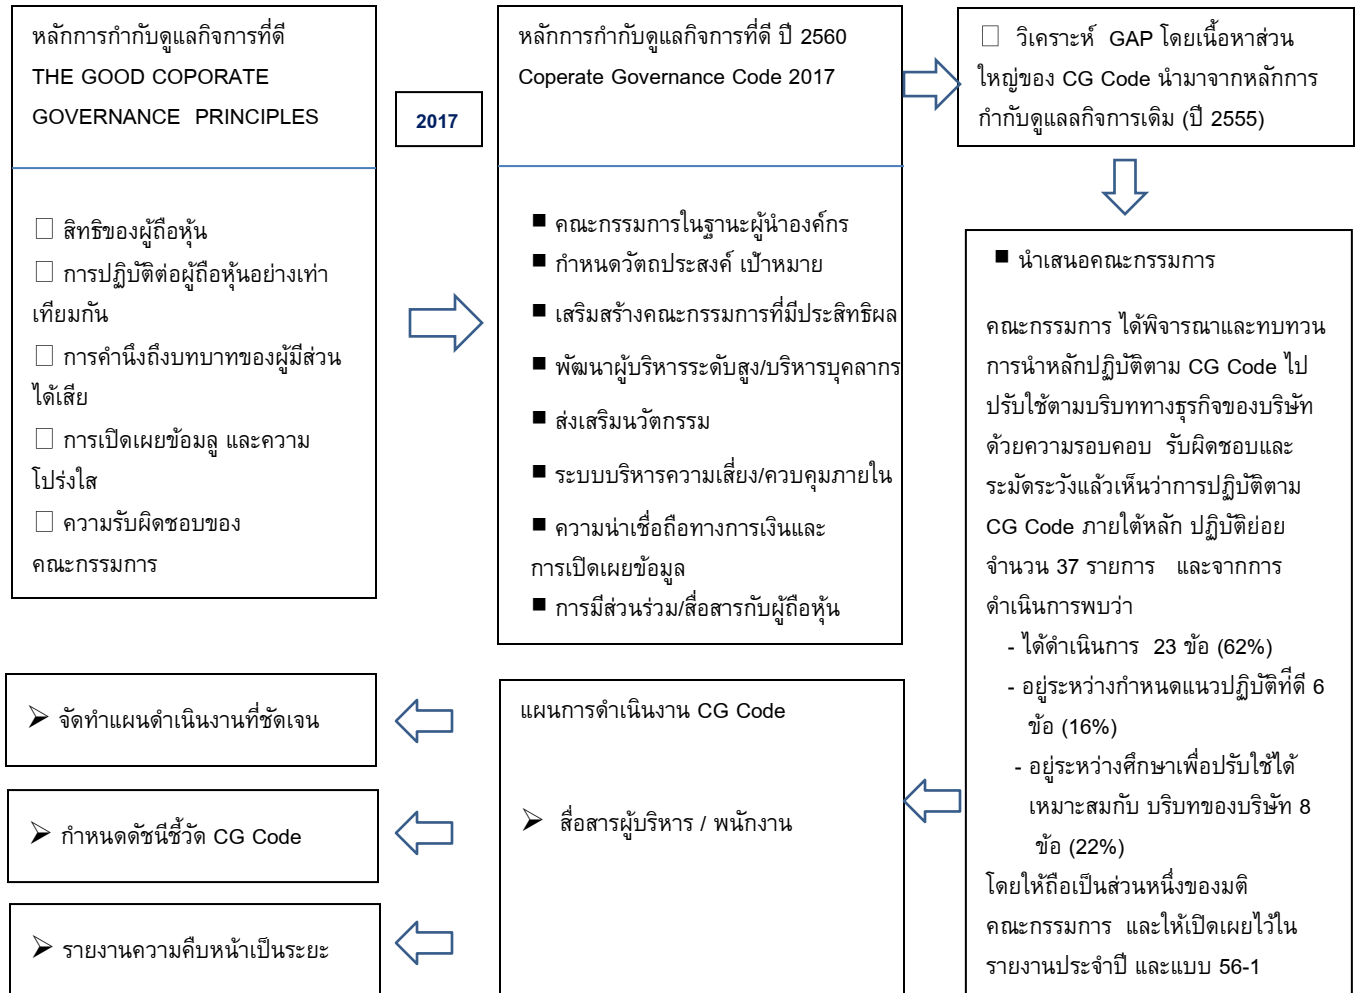 หลักการกำกับดูแลกิจการที่ดี
THE GOOD COPORATE
GOVERNANCE PRINCIPLES
☐ สิทธิของผู้ถือหุ้น
☐ การปฏิบัติต่อผู้ถือหุ้นอย่างเท่า
เทียมกัน
☐ การคำนึงถึงบทบาทของผู้มีส่วน
ได้เสีย
☐ การเปิดเผยข้อมลู และความ
โปร่งใส
☐ ความรับผิดชอบของ
คณะกรรมการ
2017
หลักการกำกับดูแลกิจการที่ดี ปี 2560
Coperate Governance Code 2017
■ คณะกรรมการในฐานะผู้นำองค์กร
■ กำหนดวัตถประสงค์ เป้าหมาย
■ เสริมสร้างคณะกรรมการที่มีประสิทธิผล
■ พัฒนาผู้บริหารระดับสูง/บริหารบุคลากร
■ ส่งเสริมนวัตกรรม
■ ระบบบริหารความเสี่ยง/ควบคุมภายใน
■ ความน่าเชื่อถือทางการเงินและ
การเปิดเผยข้อมูล
■ การมีส่วนร่วม/สื่อสารกับผู้ถือหุ้น
☐ วิเคราะห์ GAP โดยเนื้อหาส่วน
ใหญ่ของ CG Code นำมาจากหลักการ
กำกับดูแลลกิจการเดิม (ปี 2555)
■ นำเสนอคณะกรรมการ
คณะกรรมการ ได้พิจารณาและทบทวน
การนำหลักปฏิบัติตาม CG Code ไป
ปรับใช้ตามบริบททางธุรกิจของบริษัท
ด้วยความรอบคอบ รับผิดชอบและ
ระมัดระวังแล้วเห็นว่าการปฏิบัติตาม
CG Code ภายใต้หลัก ปฏิบัติย่อย
จำนวน 37 รายการ และจากการ
ดำเนินการพบว่า
- ได้ดำเนินการ 23 ข้อ (62%)
- อยู่ระหว่างกำหนดแนวปฏิบัติที่ดี 6
ข้อ (16%)
- อยู่ระหว่างศึกษาเพื่อปรับใช้ได้
เหมาะสมกับ บริบทของบริษัท 8
ข้อ (22%)
โดยให้ถือเป็นส่วนหนึ่งของมติ
คณะกรรมการ และให้เปิดเผยไว้ใน
รายงานประจำปี และแบบ 56-1
แผนการดำเนินงาน CG Code
➢ สื่อสารผู้บริหาร / พนักงาน
➢ จัดทำแผนดำเนินงานที่ชัดเจน
➢ กำหนดดัชนีชี้วัด CG Code
➢ รายงานความคืบหน้าเป็นระยะ